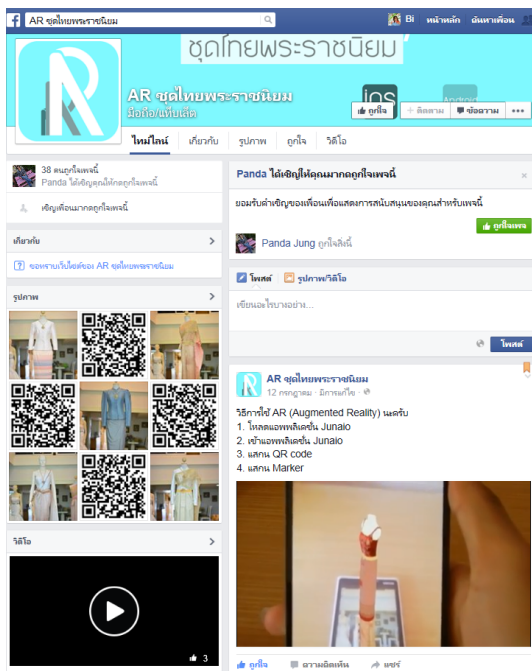 AR ชุดไทยพระราชนิยม
Bi หน้าหลัก ค้นหาเพื่อน
ชุดไทยพระราชนิยม
AR ชุดไทยพระราชนิยม
มือถือ/แท็บเล็ต
ios
Android
ถูกใจ + ติดตาม ข้อความ •••
ไทม์ไลน์ เกี่ยวกับ รูปภาพ ถูกใจ วิดีโอ
38 คนถูกใจเพจนี้
Panda ได้เชิญคุณให้กดถูกใจเพจนี้
เชิญเพื่อนมากดถูกใจเพจนี้
เกี่ยวกับ >
? ขอทราบเว็บไซต์ของ AR ชุดไทยพระราชนิยม
รูปภาพ >
วิดีโอ >
3
Panda ได้เชิญให้คุณมากดถูกใจเพจนี้ ×
ยอมรับคำเชิญของเพื่อนเพื่อแสดงการสนับสนุนของคุณสำหรับเพจนี้
ถูกใจเพจ
Panda Jung ถูกใจสิ่งนี้
โพสต์ รูปภาพ/วิดีโอ
เขียนอะไรบางอย่าง...
โพสต์
AR ชุดไทยพระราชนิยม
12 กรกฎาคม · มีการแก้ไข ·
วิธีการใช้ AR (Augmented Reality) นะครับ
1. โหลดแอพพลิเคชั่น Junaio
2. เข้าแอพพลิเคชั่น Junaio
3. แสกน QR code
4. แสกน Marker
ถูกใจ ความคิดเห็น แชร์